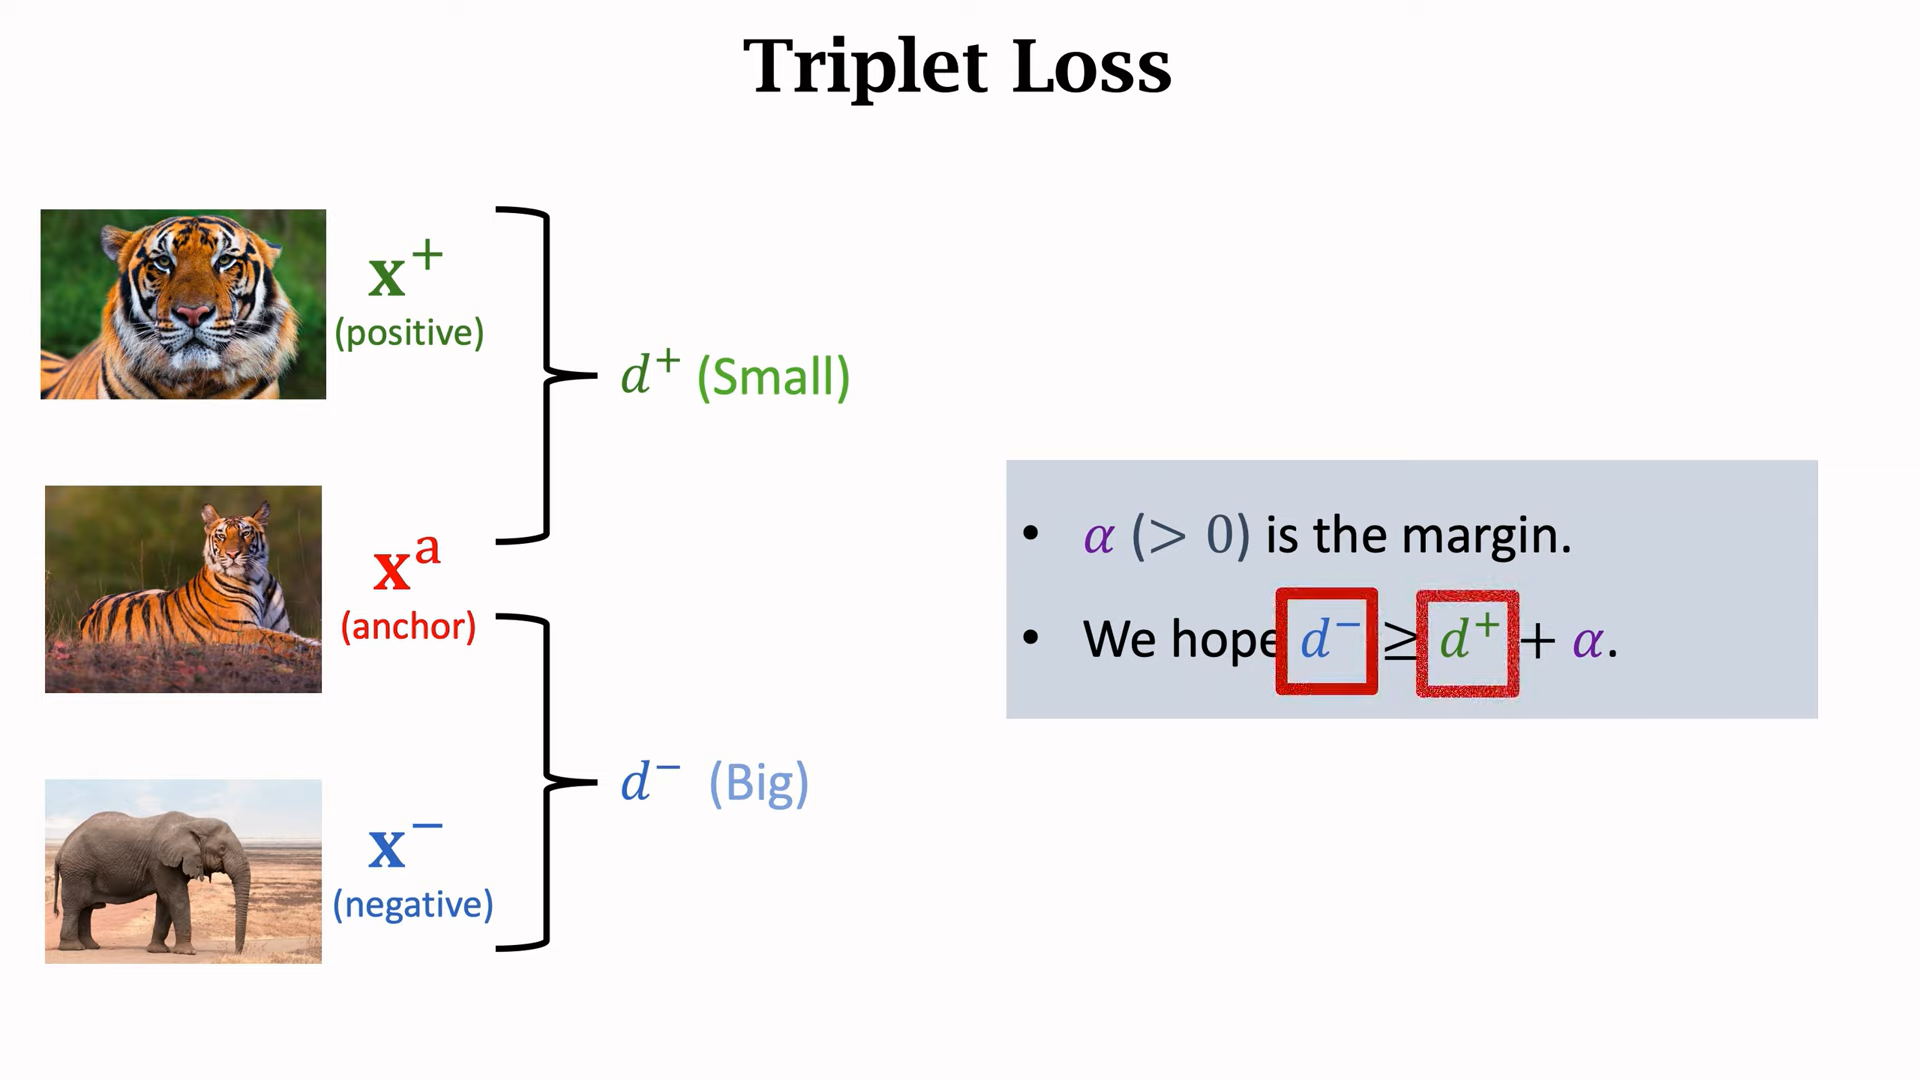 Triplet Loss
x⁺
(positive)
d⁺ (Small)
xᵃ
(anchor)
d⁻ (Big)
x⁻
(negative)
• α (> 0) is the margin.
• We hope d⁻ ≥ d⁺ + α.